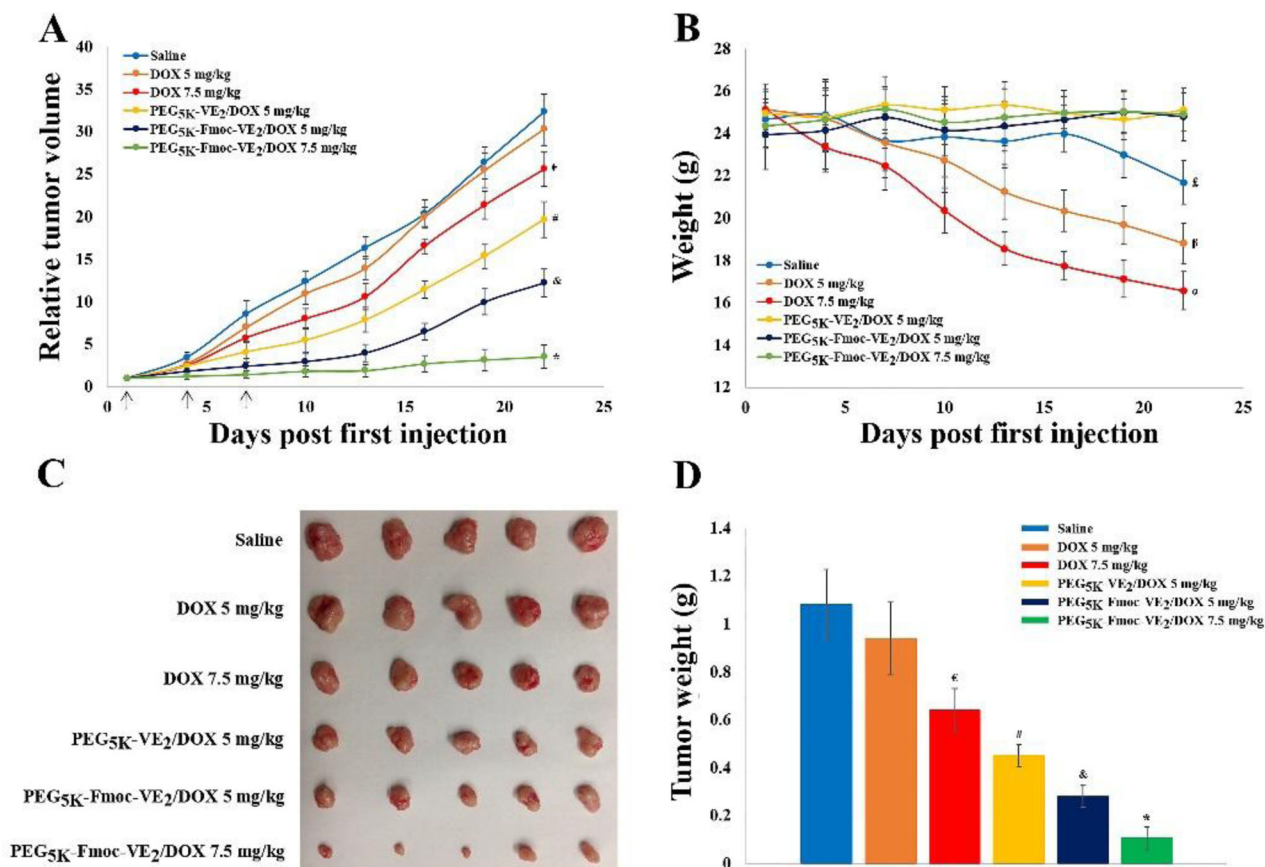 A
Relative tumor volume
40
35
30
25
20
15
10
5
0
Saline
DOX 5 mg/kg
DOX 7.5 mg/kg
PEG5K-VE2/DOX 5 mg/kg
PEG5K-Fmoc-VE2/DOX 5 mg/kg
PEG5K-Fmoc-VE2/DOX 7.5 mg/kg
#
&
*
0 5 10 15 20 25
Days post first injection
B
Weight (g)
28
26
24
22
20
18
16
14
12
£
β
Saline
DOX 5 mg/kg
DOX 7.5 mg/kg
PEG5K-VE2/DOX 5 mg/kg
PEG5K-Fmoc-VE2/DOX 5 mg/kg
PEG5K-Fmoc-VE2/DOX 7.5 mg/kg
0 5 10 15 20 25
Days post first injection
C
Saline
DOX 5 mg/kg
DOX 7.5 mg/kg
PEG5K-VE2/DOX 5 mg/kg
PEG5K-Fmoc-VE2/DOX 5 mg/kg
PEG5K-Fmoc-VE2/DOX 7.5 mg/kg
D
Tumor weight (g)
1.4
1.2
1
0.8
0.6
0.4
0.2
0
Saline
DOX 5 mg/kg
DOX 7.5 mg/kg
PEG5K-VE2/DOX 5 mg/kg
PEG5K-Fmoc-VE2/DOX 5 mg/kg
PEG5K-Fmoc-VE2/DOX 7.5 mg/kg
€
#
&
*